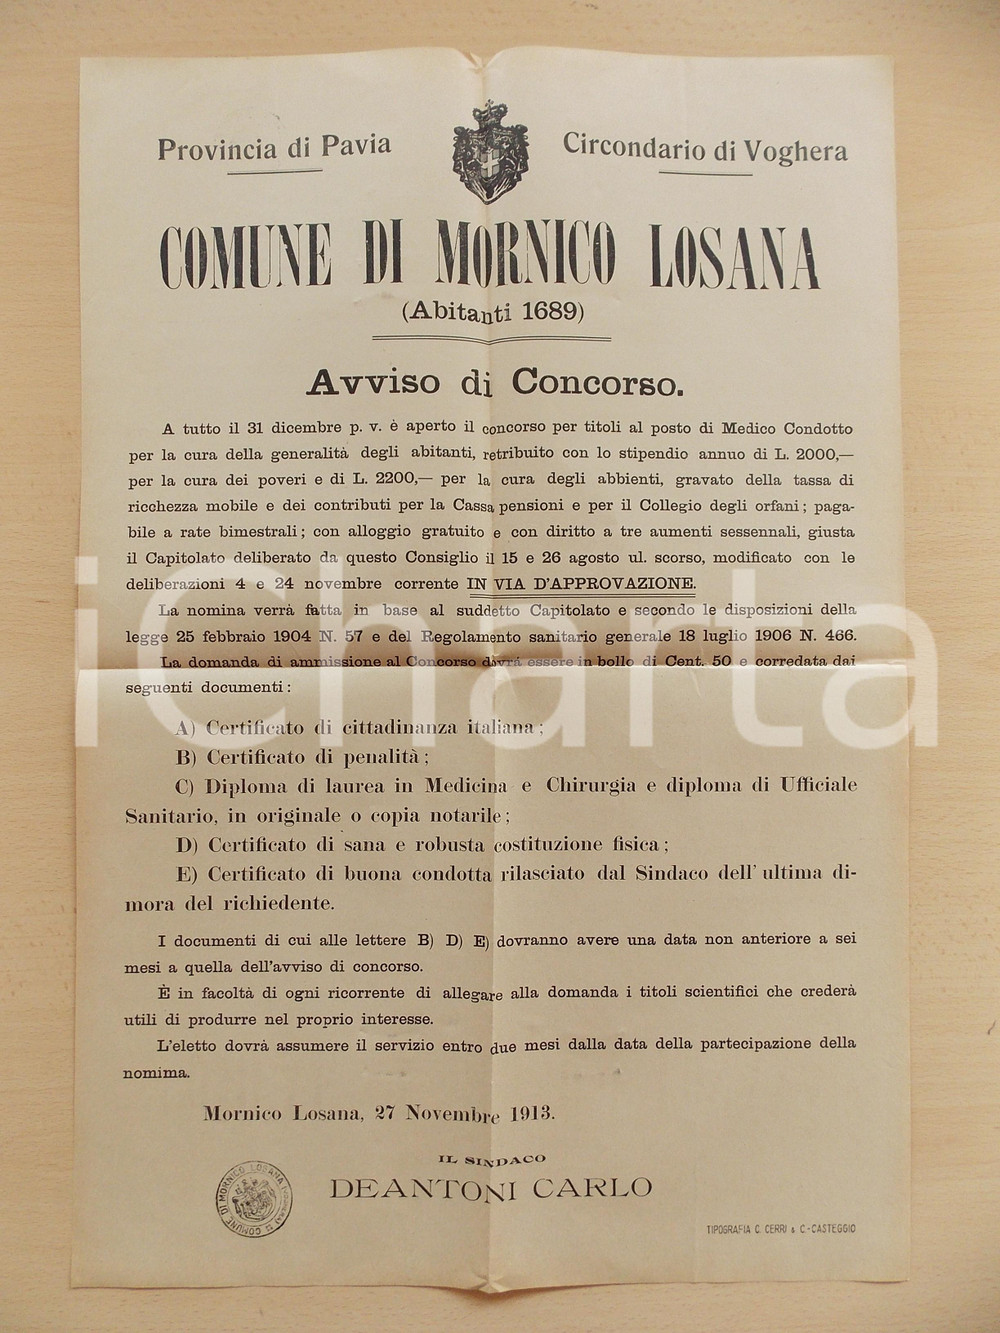 Provincia di Pavia
Circondario di Voghera
COMUNE DI MORNICO LOSANA
(Abitanti 1689)
Avviso di Concorso.
A tutto il 31 dicembre p. v. è aperto il concorso per titoli al posto di Medico Condotto
per la cura della generalità degli abitanti, retribuito con lo stipendio annuo di L. 2000,—
per la cura dei poveri e di L. 2200,— per la cura degli abbienti, gravato della tassa di
ricchezza mobile e dei contributi per la Cassa pensioni e per il Collegio degli orfani; paga-
bile a rate bimestrali; con alloggio gratuito e con diritto a tre aumenti sessennali, giusta
il Capitolato deliberato da questo Consiglio il 15 e 26 agosto ul. scorso, modificato con le
deliberazioni 4 e 24 novembre corrente IN VIA D'APPROVAZIONE.
La nomina verrà fatta in base al suddetto Capitolato e secondo le disposizioni della
legge 25 febbraio 1904 N. 57 e del Regolamento sanitario generale 18 luglio 1906 N. 466.
La domanda di ammissione al Concorso dovrà essere in bollo di Cent. 50 e corredata dai
seguenti documenti:
A) Certificato di cittadinanza italiana;
B) Certificato di penalità;
C) Diploma di laurea in Medicina e Chirurgia e diploma di Ufficiale
Sanitario, in originale o copia notarile;
D) Certificato di sana e robusta costituzione fisica;
E) Certificato di buona condotta rilasciato dal Sindaco dell'ultima di-
mora del richiedente.
I documenti di cui alle lettere B) D) E) dovranno avere una data non anteriore a sei
mesi a quella dell'avviso di concorso.
È in facoltà di ogni ricorrente di allegare alla domanda i titoli scientifici che crederà
utili di produrre nel proprio interesse.
L'eletto dovrà assumere il servizio entro due mesi dalla data della partecipazione della
nomima.
Mornico Losana, 27 Novembre 1913.
IL SINDACO
DEANTONI CARLO
COMUNE DI MORNICO LOSANA
TIPOGRAFIA C. CERRI & C.-CASTEGGIO
iCharta